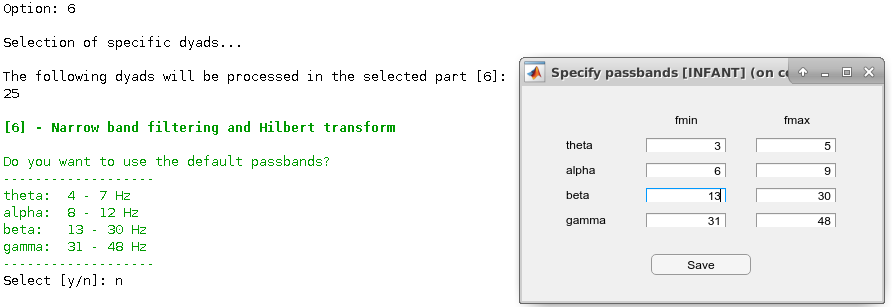 Option: 6
Selection of specific dyads...
The following dyads will be processed in the selected part [6]:
25
[6] - Narrow band filtering and Hilbert transform
Do you want to use the default passbands?
-------------------
theta:  4 - 7 Hz
alpha:  8 - 12 Hz
beta:   13 - 30 Hz
gamma:  31 - 48 Hz
-------------------
Select [y/n]: n
Specify passbands [INFANT] (on co
fmin fmax
theta 3 5
alpha 6 9
beta 13 30
gamma 31 48
Save